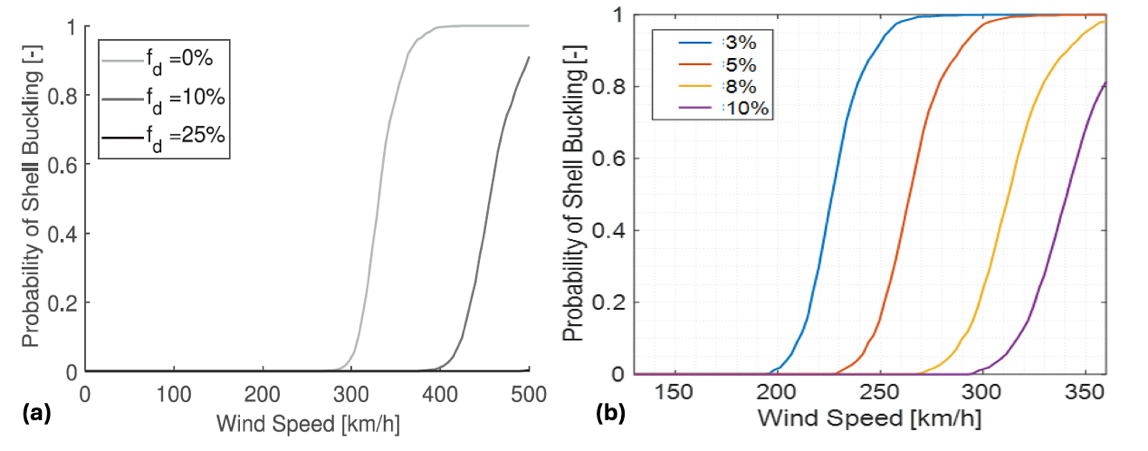 Probability of Shell Buckling [-]
1
0.8
0.6
0.4
0.2
0
f_d =0%
f_d =10%
f_d =25%
0 100 200 300 400 500
Wind Speed [km/h]
(a)
Probability of Shell Buckling [-]
1
0.8
0.6
0.4
0.2
0
:3%
:5%
:8%
:10%
150 200 250 300 350
Wind Speed [km/h]
(b)